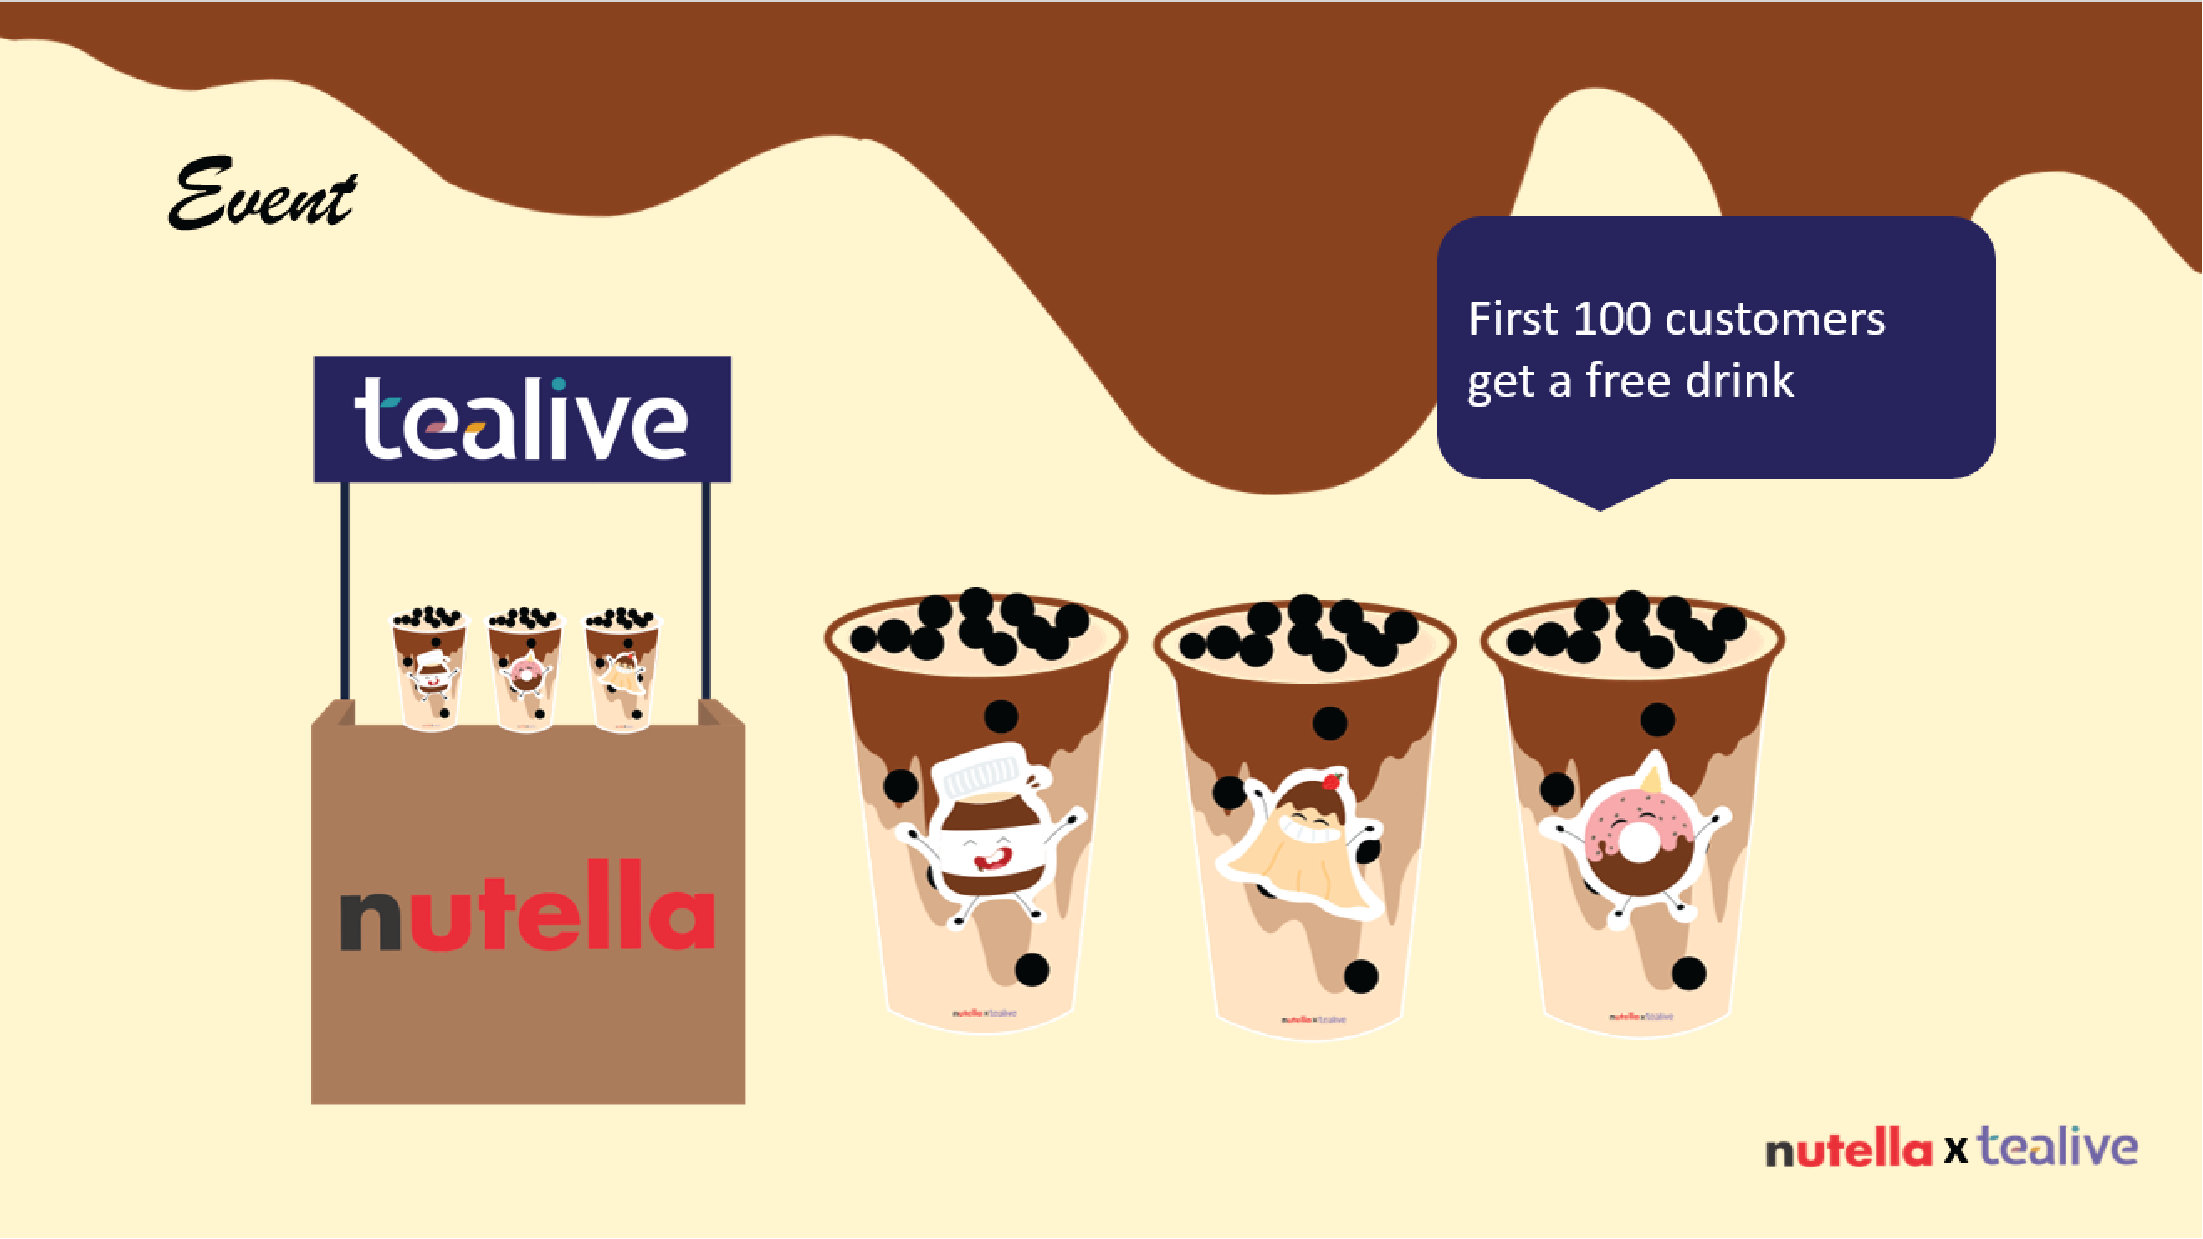 Event
First 100 customers
get a free drink
tealive
nutella
nutella x tealive
nutella x tealive
nutella x tealive
nutella x tealive